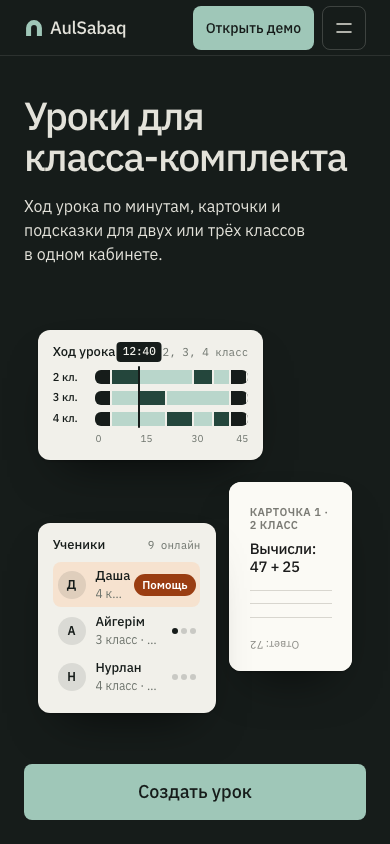 AulSabaq
Открыть демо
Уроки для
класса-комплекта
Ход урока по минутам, карточки и
подсказки для двух или трёх классов
в одном кабинете.
Ход урока 12:40 2, 3, 4 класс
2 кл.
3 кл.
4 кл.
0 15 30 45
КАРТОЧКА 1 ·
2 КЛАСС
Вычисли:
47 + 25
Ответ: 72
Ученики 9 онлайн
Д Даша Помощь
4 к…
А Айгерім
3 класс · …
Н Нурлан
4 класс · …
Создать урок